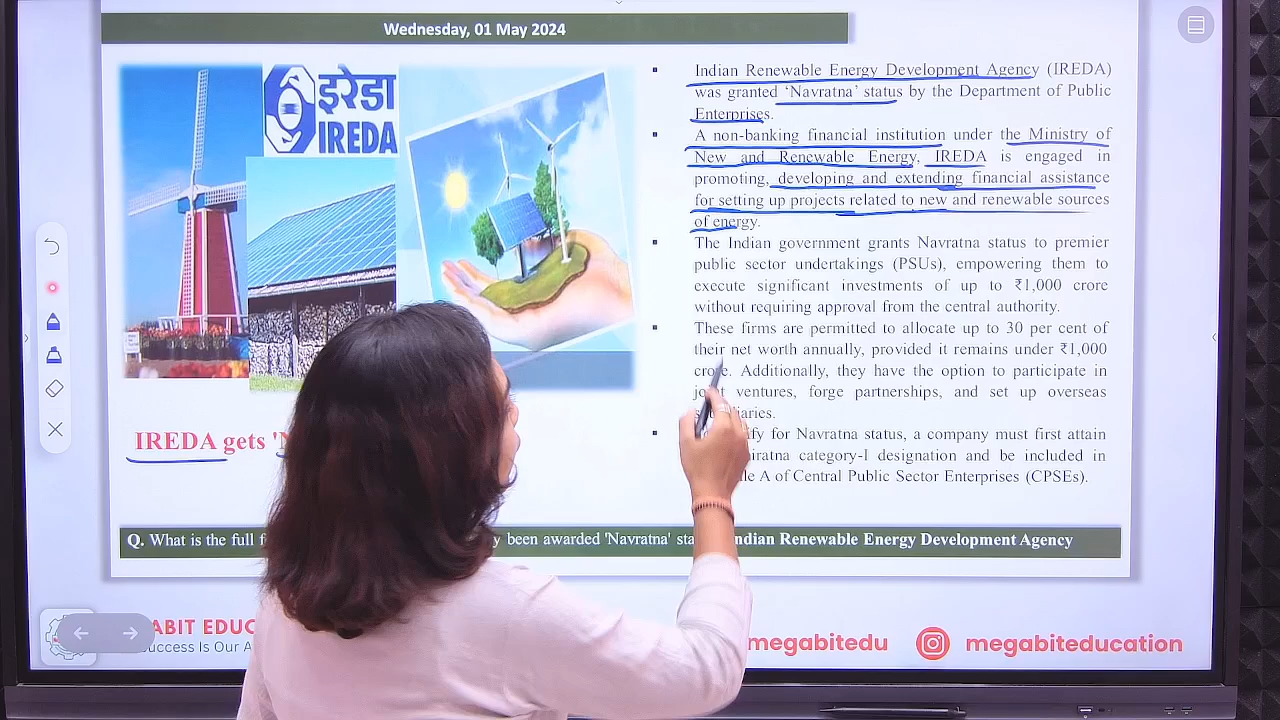 Wednesday, 01 May 2024
इरेडा
IREDA
IREDA gets
▪ Indian Renewable Energy Development Agency (IREDA)
was granted ‘Navratna’ status by the Department of Public
Enterprises.
▪ A non-banking financial institution under the Ministry of
New and Renewable Energy, IREDA is engaged in
promoting, developing and extending financial assistance
for setting up projects related to new and renewable sources
of energy.
▪ The Indian government grants Navratna status to premier
public sector undertakings (PSUs), empowering them to
execute significant investments of up to ₹1,000 crore
without requiring approval from the central authority.
▪ These firms are permitted to allocate up to 30 per cent of
their net worth annually, provided it remains under ₹1,000
crore. Additionally, they have the option to participate in
joint ventures, forge partnerships, and set up overseas
▪ for Navratna status, a company must first attain
category-I designation and be included in
A of Central Public Sector Enterprises (CPSEs).
Q. What is the full been awarded 'Navratna' Indian Renewable Energy Development Agency
Success Is Our
megabitedu
megabiteducation